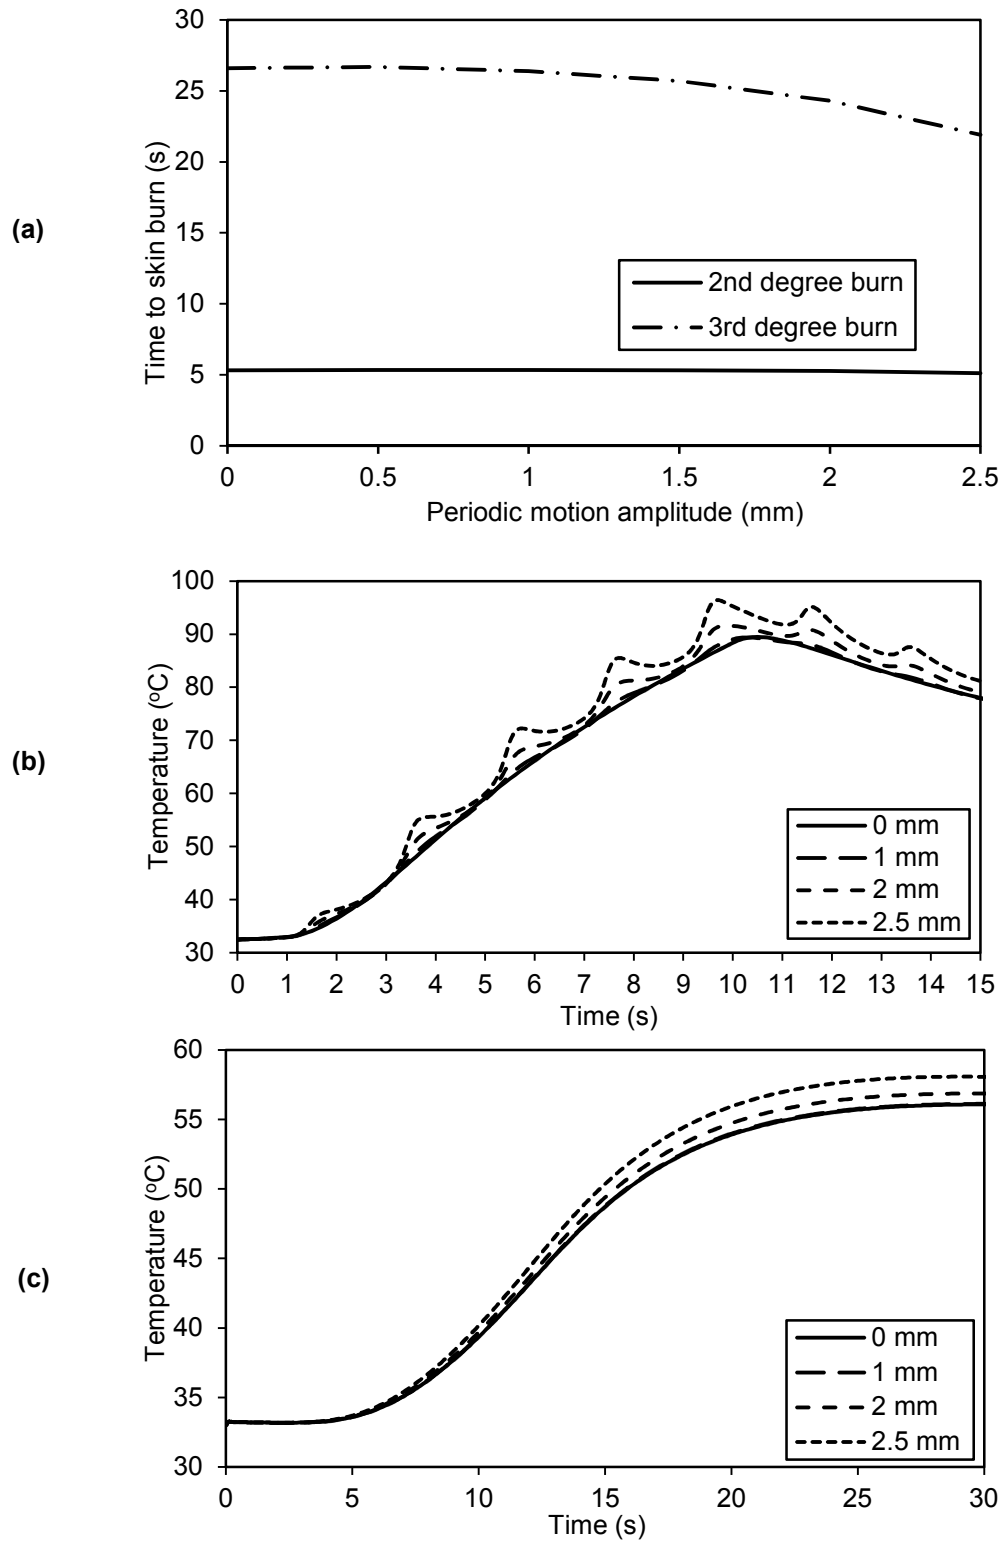 30
25
20
15
10
5
0
Time to skin burn (s)
(a)
2nd degree burn
3rd degree burn
0 0.5 1 1.5 2 2.5
Periodic motion amplitude (mm)
100
90
80
70
60
50
40
30
Temperature (oC)
(b)
0 mm
1 mm
2 mm
2.5 mm
0 1 2 3 4 5 6 7 8 9 10 11 12 13 14 15
Time (s)
60
55
50
45
40
35
30
Temperature (oC)
(c)
0 mm
1 mm
2 mm
2.5 mm
0 5 10 15 20 25 30
Time (s)